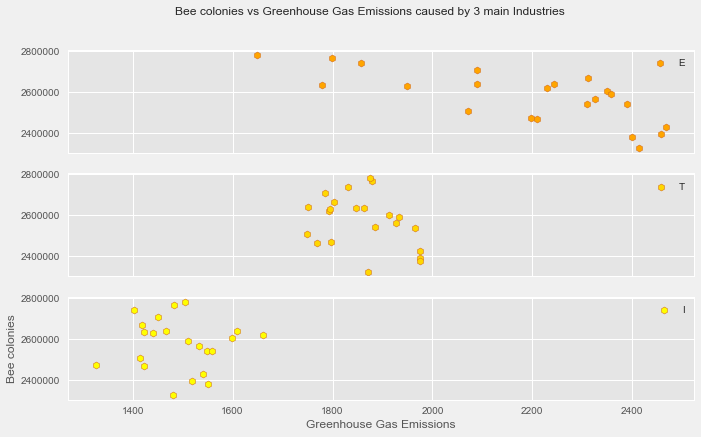 Bee colonies vs Greenhouse Gas Emissions caused by 3 main Industries
2800000
E
2600000
2400000
2800000
T
2600000
2400000
2800000
I
2600000
2400000
Bee colonies
1400 1600 1800 2000 2200 2400
Greenhouse Gas Emissions